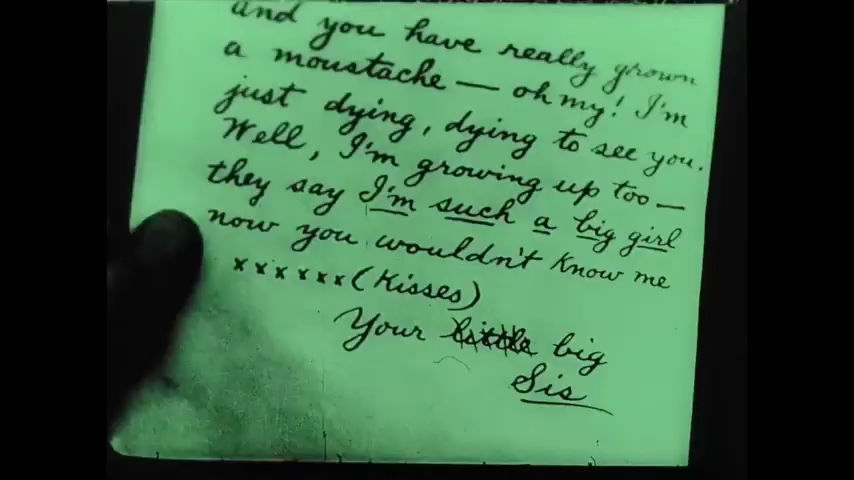 and you have really grown
a moustache — oh my! I'm
just dying, dying to see you.
Well, I'm growing up too —
they say I'm such a big girl
now you wouldn't know me
xxxxxx (Kisses)
Your little big
Sis